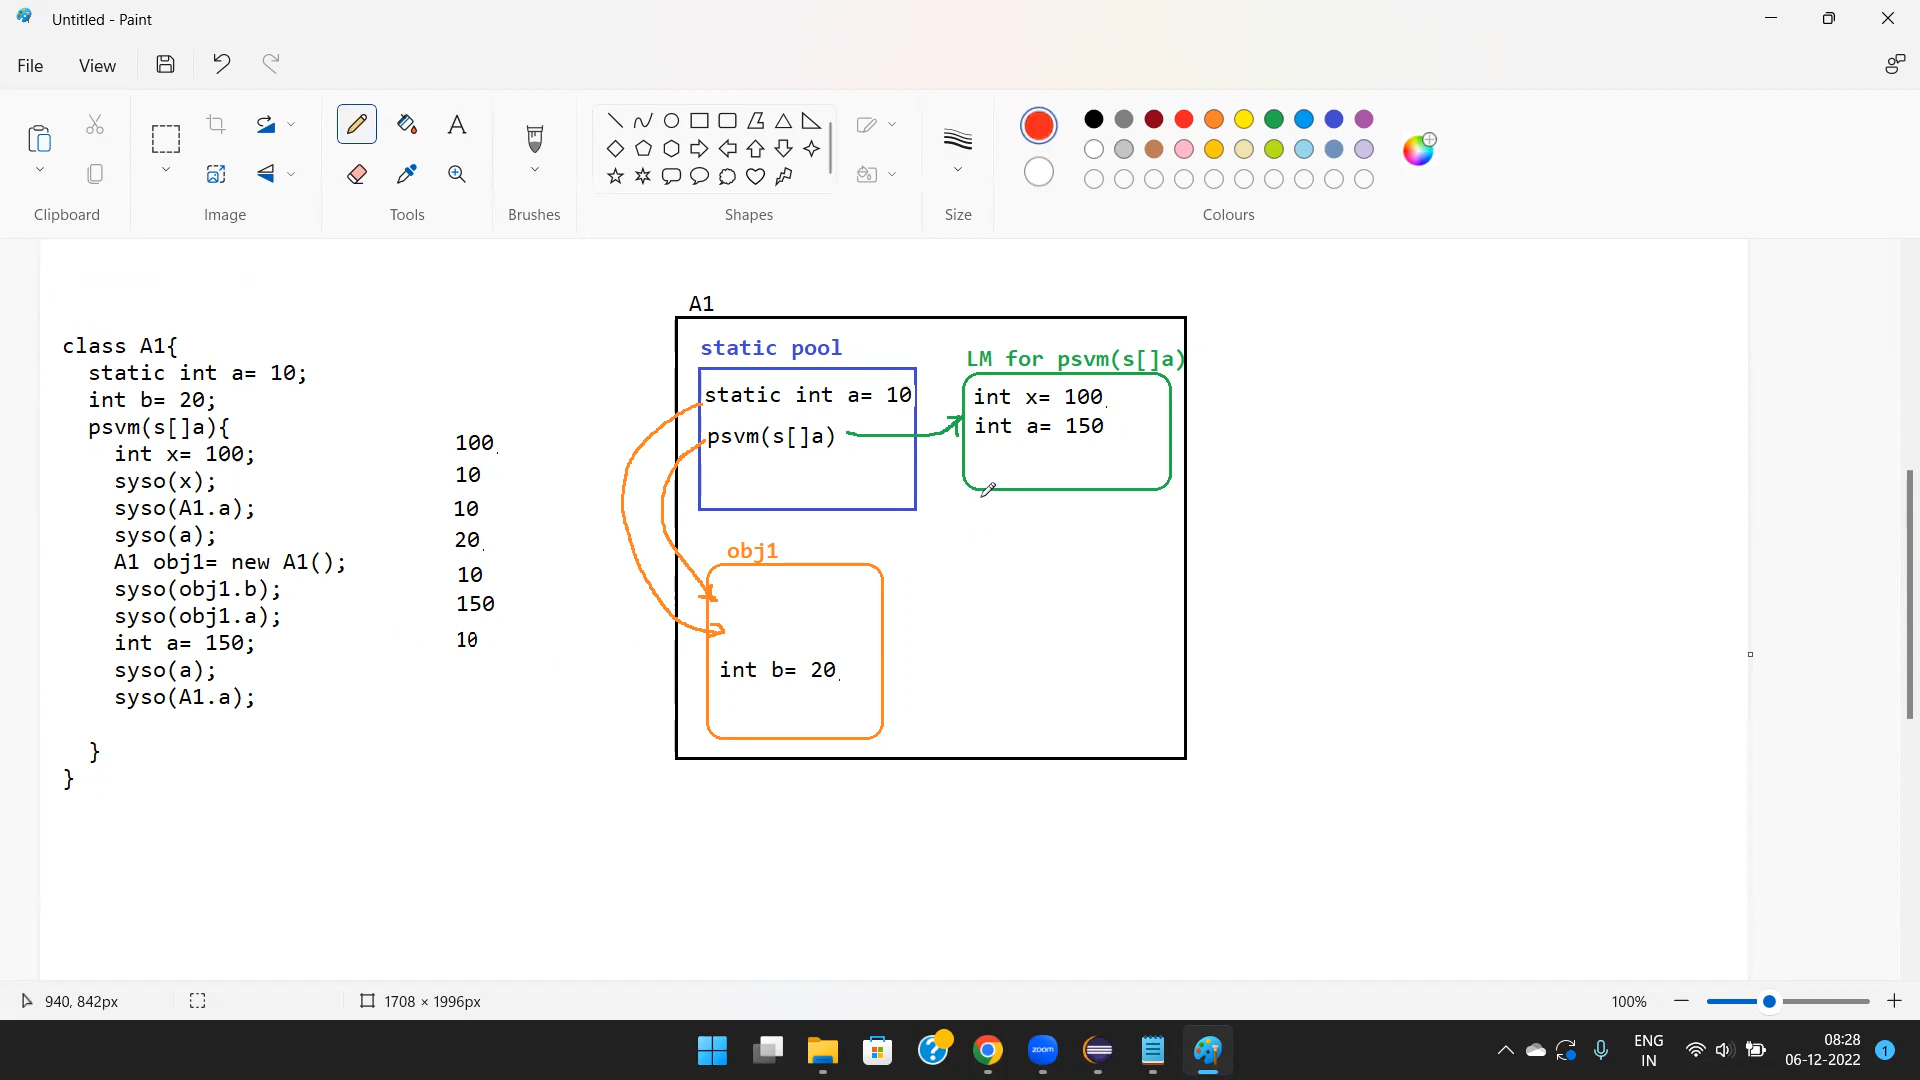 Untitled - Paint
File
View
Clipboard
Image
Tools
Brushes
Shapes
Size
Colours
class A1{
static int a= 10;
int b= 20;
psvm(s[]a){
int x= 100;
syso(x);
syso(A1.a);
syso(a);
A1 obj1= new A1();
syso(obj1.b);
syso(obj1.a);
int a= 150;
syso(a);
syso(A1.a);
}
}
100
10
10
20
10
150
10
A1
static pool
static int a= 10
psvm(s[]a)
LM for psvm(s[]a)
int x= 100
int a= 150
obj1
int b= 20
940, 842px
1708 × 1996px
100%
zoom
ENG
IN
08:28
06-12-2022
1